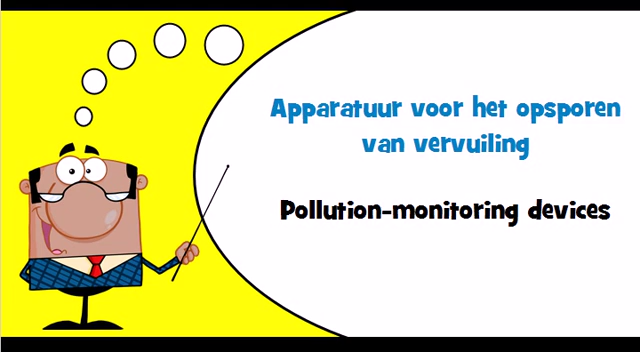 Apparatuur voor het opsporen
van vervuiling
Pollution-monitoring devices